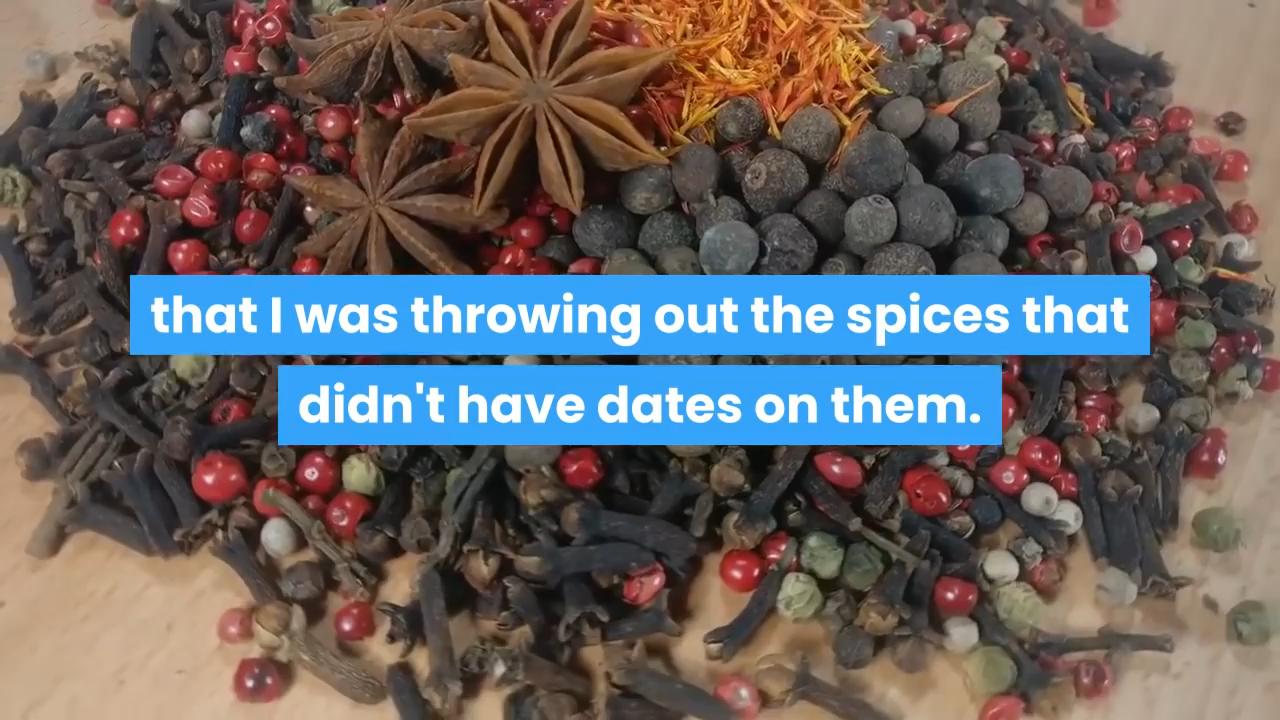 that I was throwing out the spices that
didn't have dates on them.